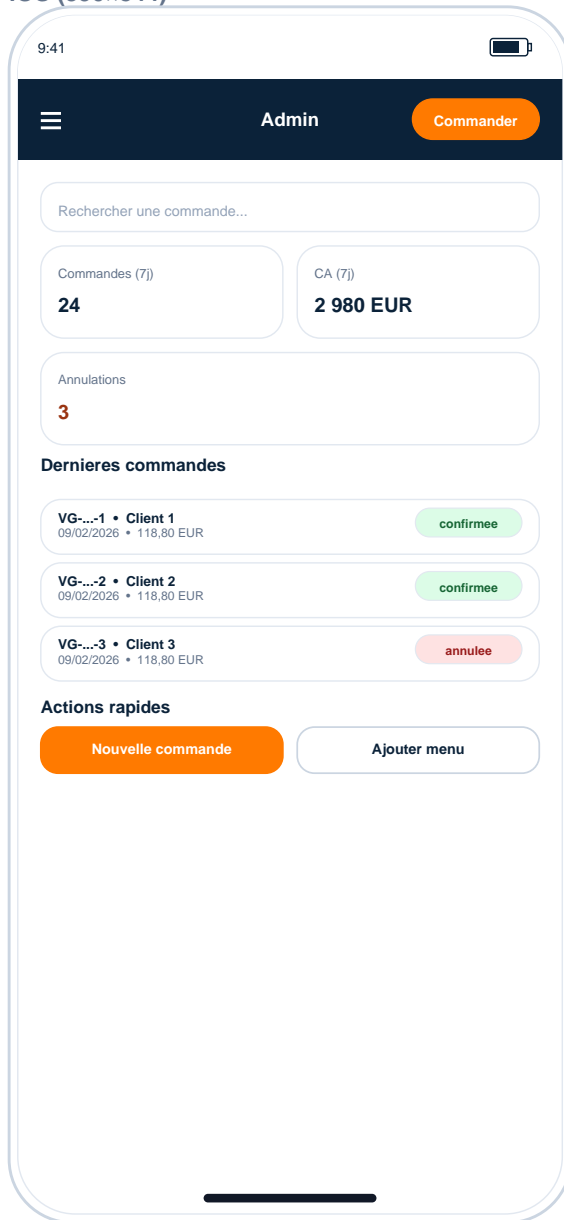 9:41
Admin
Commander
Rechercher une commande...
Commandes (7j)
24
CA (7j)
2 980 EUR
Annulations
3
Dernieres commandes
VG-...-1 • Client 1
09/02/2026 • 118,80 EUR
confirmee
VG-...-2 • Client 2
09/02/2026 • 118,80 EUR
confirmee
VG-...-3 • Client 3
09/02/2026 • 118,80 EUR
annulee
Actions rapides
Nouvelle commande
Ajouter menu